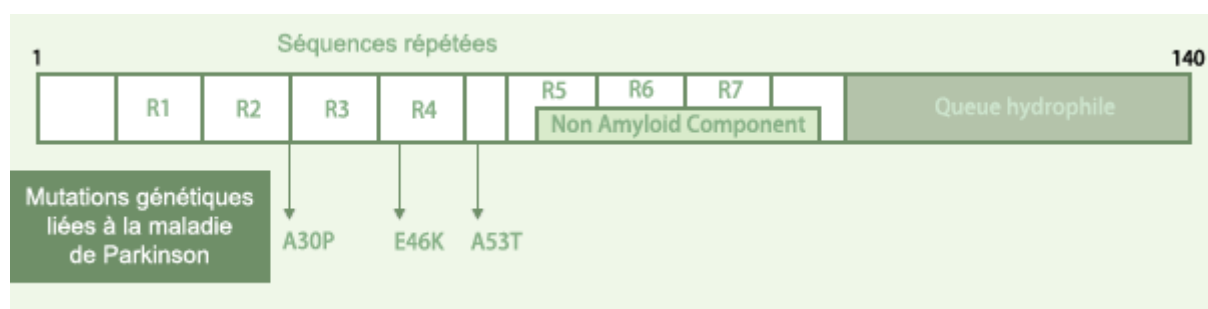 Séquences répétées
1
140
R1 R2 R3 R4 R5 R6 R7
Non Amyloid Component
Queue hydrophile
Mutations génétiques
liées à la maladie
de Parkinson
A30P E46K A53T